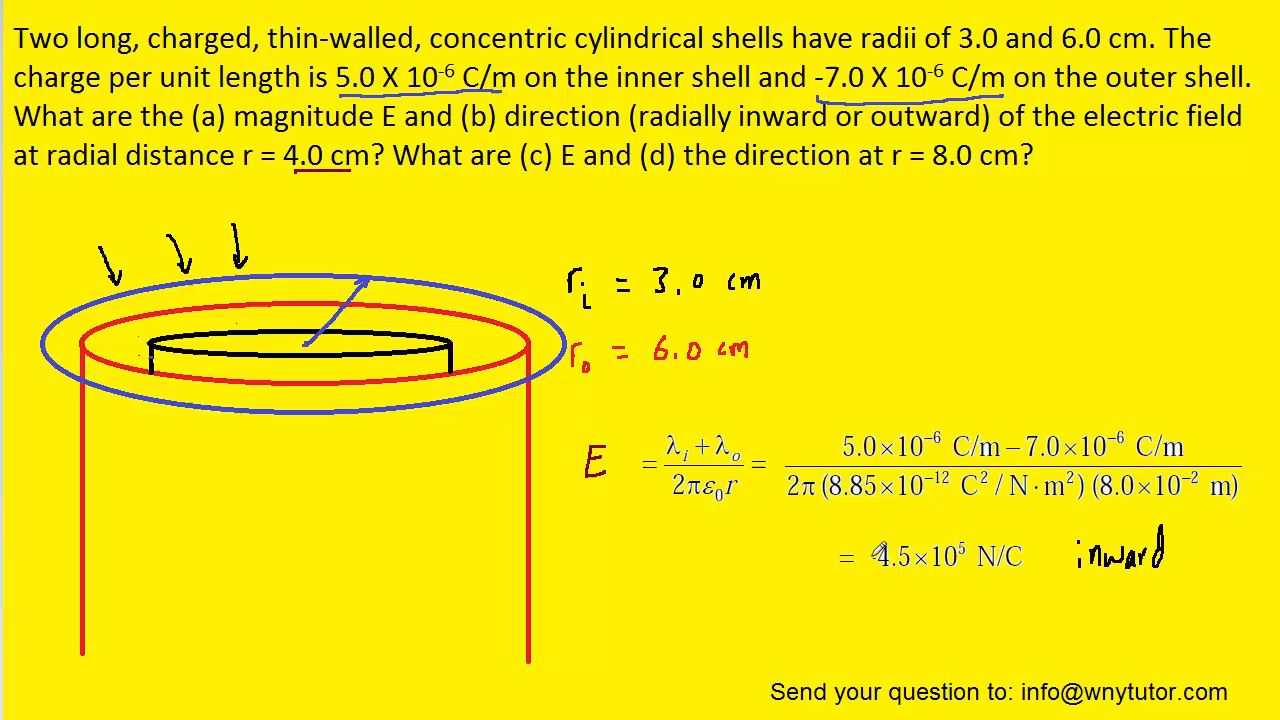 Two long, charged, thin-walled, concentric cylindrical shells have radii of 3.0 and 6.0 cm. The
charge per unit length is 5.0 X 10⁻⁶ C/m on the inner shell and -7.0 X 10⁻⁶ C/m on the outer shell.
What are the (a) magnitude E and (b) direction (radially inward or outward) of the electric field
at radial distance r = 4.0 cm? What are (c) E and (d) the direction at r = 8.0 cm?
rᵢ = 3.0 cm
r₀ = 6.0 cm
E = (λᵢ + λₒ) / (2πε₀r) = (5.0×10⁻⁶ C/m − 7.0×10⁻⁶ C/m) / (2π (8.85×10⁻¹² C² / N·m²) (8.0×10⁻² m))
= 4.5×10⁵ N/C inward
Send your question to: info@wnytutor.com